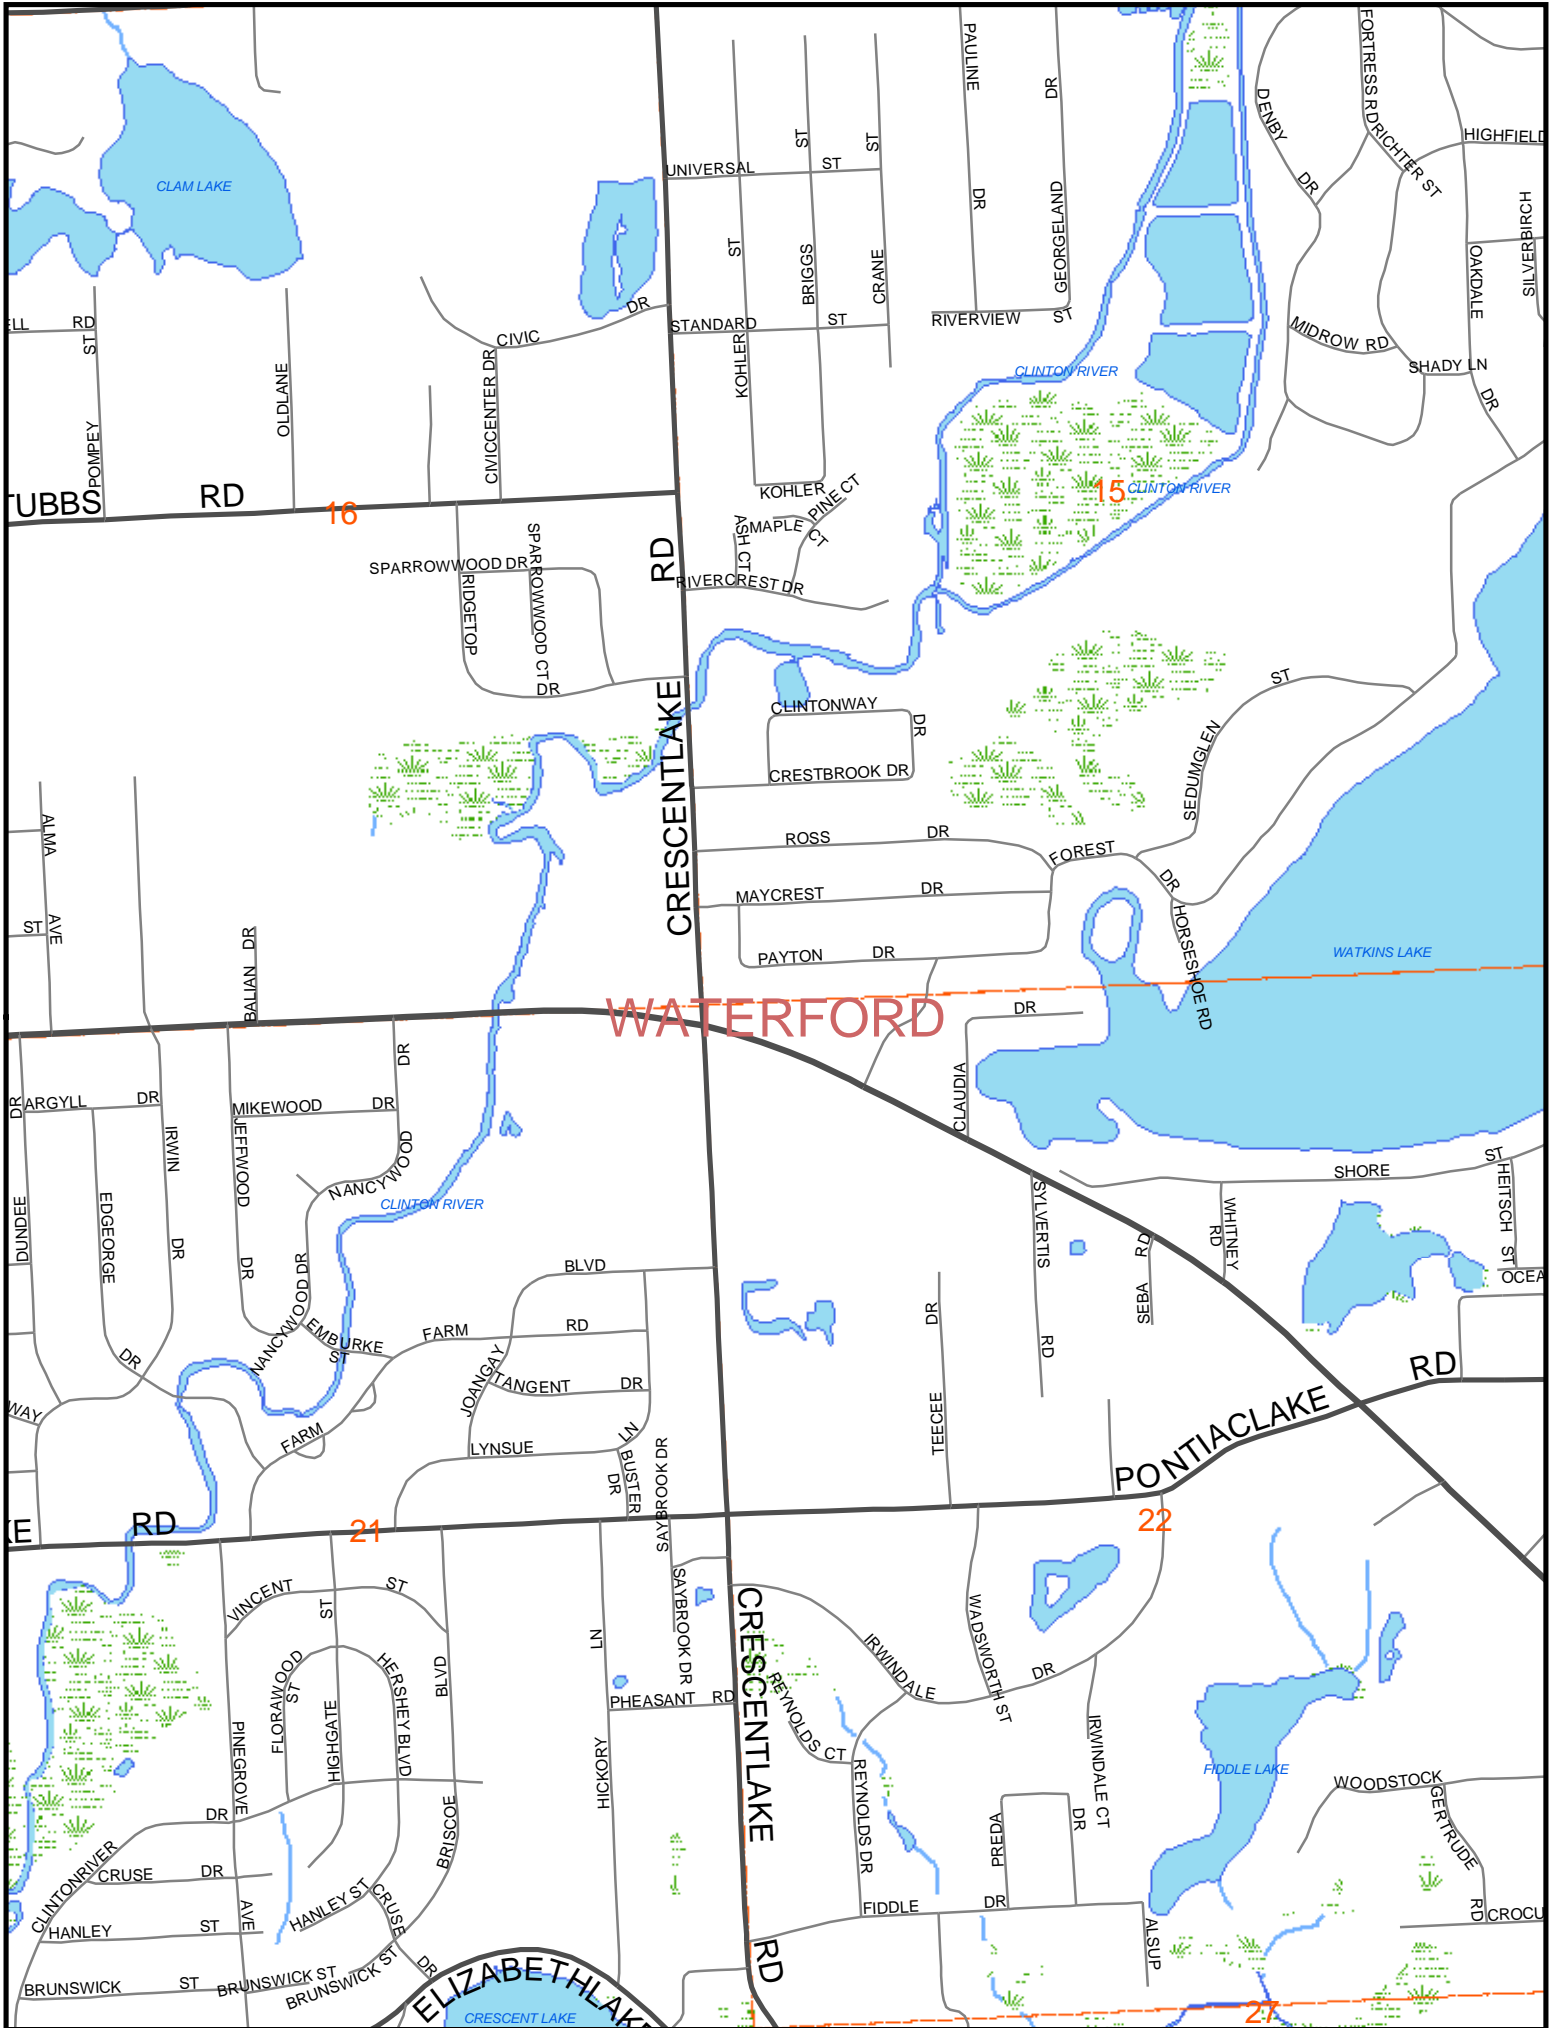 CLAM LAKE
UNIVERSAL ST
ST
ST
PAULINE DR
DR
GEORGELAND
DENBY DR
FORTRESS RD
RICHTER ST
HIGHFIELD
SILVERBIRCH
OAKDALE DR
ST
BRIGGS
CRANE
ELL RD
ST
POMPEY
OLDLANE
CIVIC DR
CIVICCENTER DR
STANDARD ST
KOHLER
RIVERVIEW ST
CLINTON RIVER
MIDROW RD
SHADY LN
TUBBS RD
16
KOHLER
PINE CT
MAPLE CT
ASH CT
RIVERCREST DR
15
CLINTON RIVER
SPARROWWOOD DR
SPARROWWOOD CT
RIDGETOP DR
RD
CRESCENTLAKE
CLINTONWAY DR
CRESTBROOK DR
SEDUMGLEN ST
ALMA AVE
ST
ROSS DR
FOREST DR
MAYCREST DR
PAYTON DR
HORSESHOE RD
WATKINS LAKE
BALIAN DR
WATERFORD
DR
CLAUDIA
DR
ARGYLL DR
DUNDEE
MIKEWOOD DR
DR
IRWIN DR
JEFFWOOD DR
EDGEORGE DR
NANCYWOOD
CLINTON RIVER
NANCYWOOD DR
EMBURKE ST
SHORE ST
HEITSCH ST
OCEA
SYLVERTIS RD
WHITNEY RD
SEBA RD
BLVD
FARM RD
JOANGAY
TANGENT DR
LYNSUE LN
BUSTER DR
FARM
WAY
TEECEE DR
PONTIACLAKE RD
KE RD
21
22
SAYBROOK DR
SAYBROOK DR
VINCENT ST
ST
FLORAWOOD ST
HIGHGATE
HERSHEY BLVD
BLVD
BRISCOE
PINEGROVE AVE
LN
HICKORY
PHEASANT RD
CRESCENTLAKE RD
IRWINDALE DR
WADSWORTH ST
REYNOLDS CT
REYNOLDS DR
IRWINDALE CT
PREDA DR
FIDDLE LAKE
WOODSTOCK
GERTRUDE RD
CROCU
CLINTONRIVER DR
CRUSE DR
HANLEY ST
HANLEY ST
CRUSE DR
BRUNSWICK ST
BRUNSWICK ST
BRUNSWICK ST
FIDDLE DR
ALSUP
ELIZABETHLAKE
CRESCENT LAKE
27